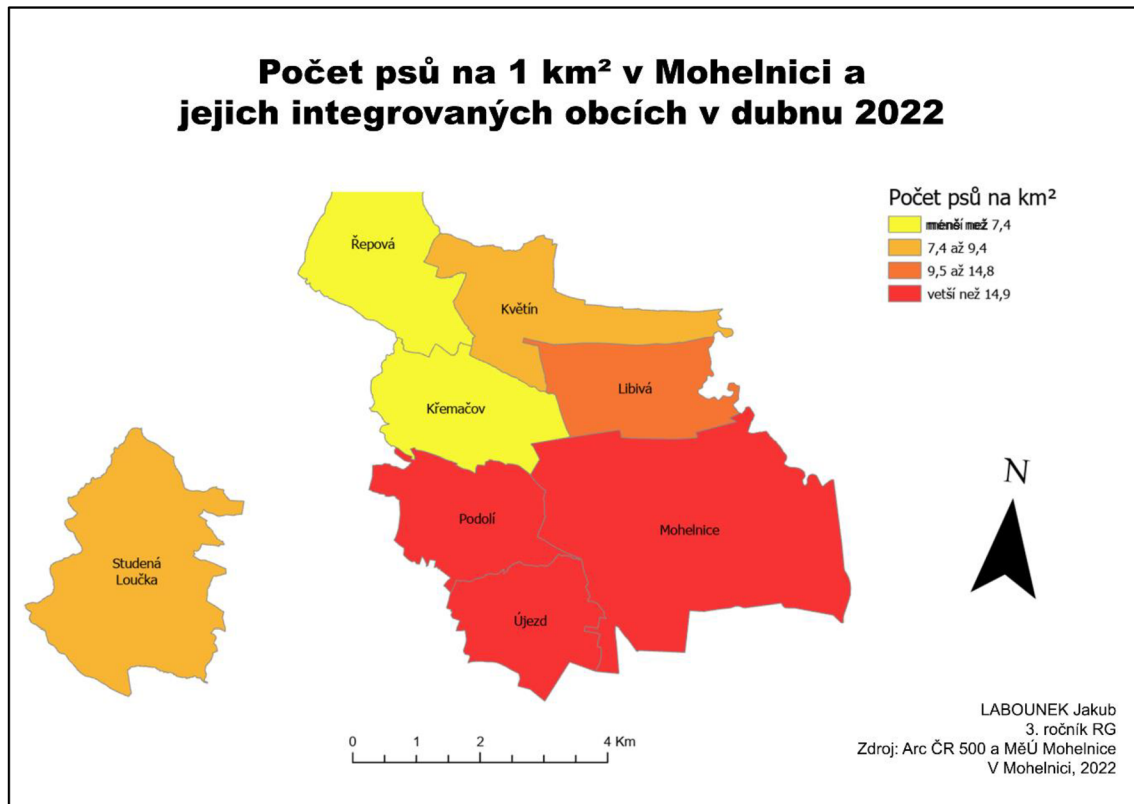 Počet psů na 1 km² v Mohelnici a
jejich integrovaných obcích v dubnu 2022
Počet psů na km²
7,4
7,4 až 9,4
9,5 až 14,8
vetší než 14,9
Řepová
Květín
Libivá
Křemačov
Podolí
Mohelnice
Studená
Loučka
Újezd
N
0 1 2 4 Km
LABOUNEK Jakub
3. ročník RG
Zdroj: Arc ČR 500 a MěÚ Mohelnice
V Mohelnici, 2022